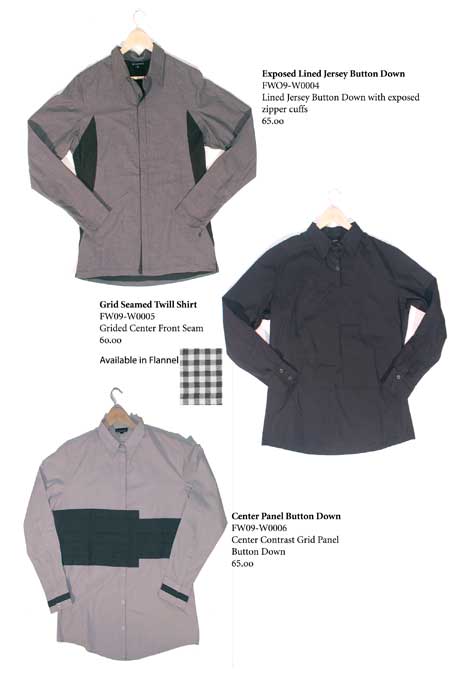 Exposed Lined Jersey Button Down
FWO9-W0004
Lined Jersey Button Down with exposed
zipper cuffs
65.00
Grid Seamed Twill Shirt
FW09-W0005
Grided Center Front Seam
60.00
Available in Flannel
Center Panel Button Down
FW09-W0006
Center Contrast Grid Panel
Button Down
65.00